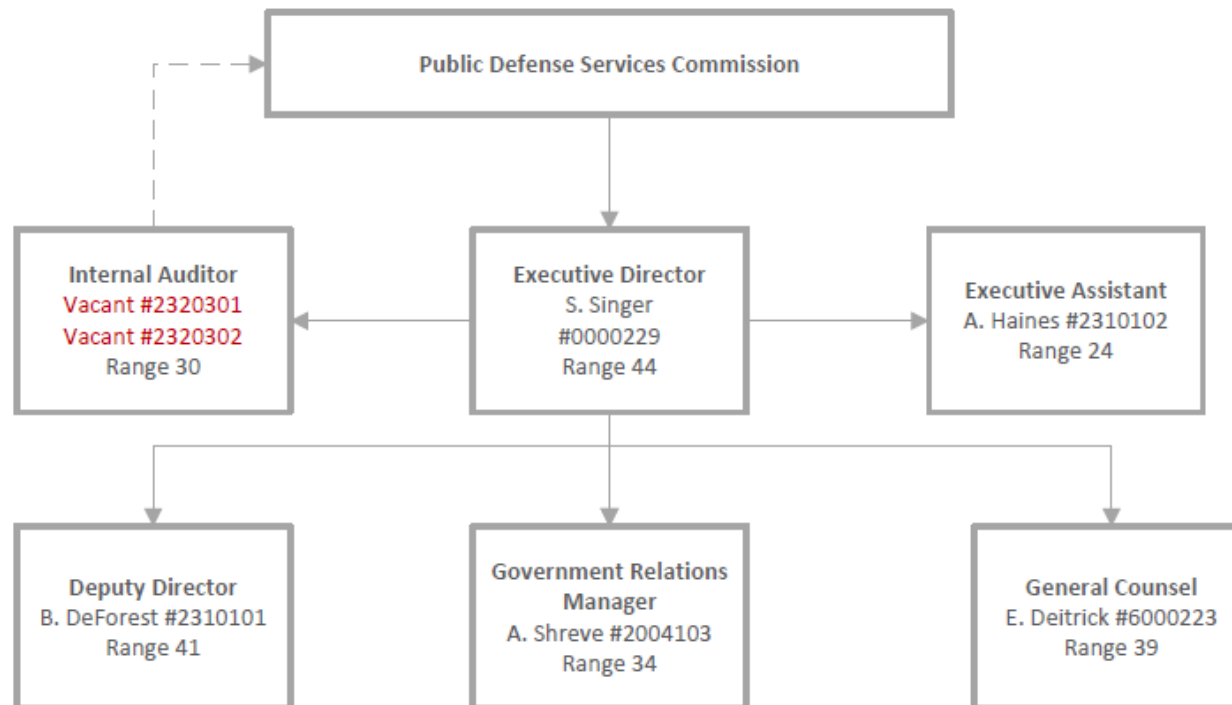 Public Defense Services Commission
Internal Auditor
Vacant #2320301
Vacant #2320302
Range 30
Executive Director
S. Singer
#0000229
Range 44
Executive Assistant
A. Haines #2310102
Range 24
Deputy Director
B. DeForest #2310101
Range 41
Government Relations
Manager
A. Shreve #2004103
Range 34
General Counsel
E. Deitrick #6000223
Range 39